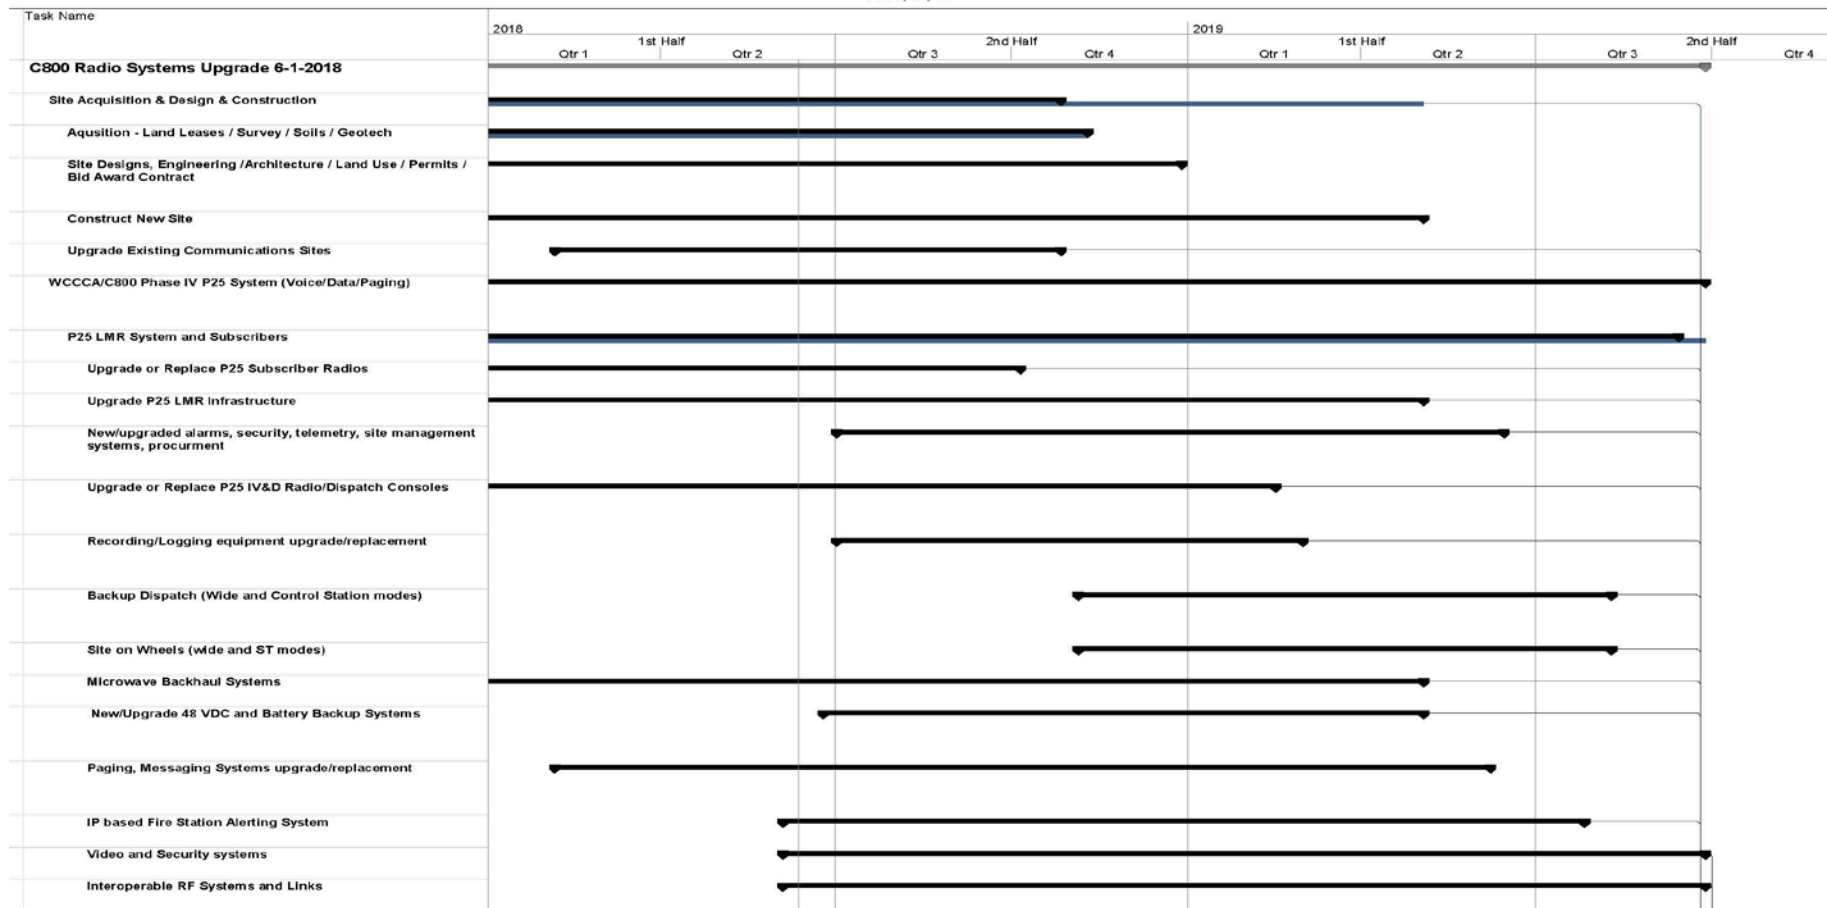 Task Name
2018
2019
1st Half
2nd Half
1st Half
2nd Half
Qtr 1
Qtr 2
Qtr 3
Qtr 4
Qtr 1
Qtr 2
Qtr 3
Qtr 4
C800 Radio Systems Upgrade 6-1-2018
Site Acquisition & Design & Construction
Aqusition - Land Leases / Survey / Soils / Geotech
Site Designs, Engineering /Architecture / Land Use / Permits /
Bid Award Contract
Construct New Site
Upgrade Existing Communications Sites
WCCCA/C800 Phase IV P25 System (Voice/Data/Paging)
P25 LMR System and Subscribers
Upgrade or Replace P25 Subscriber Radios
Upgrade P25 LMR Infrastructure
New/upgraded alarms, security, telemetry, site management
systems, procurment
Upgrade or Replace P25 IV&D Radio/Dispatch Consoles
Recording/Logging equipment upgrade/replacement
Backup Dispatch (Wide and Control Station modes)
Site on Wheels (wide and ST modes)
Microwave Backhaul Systems
New/Upgrade 48 VDC and Battery Backup Systems
Paging, Messaging Systems upgrade/replacement
IP based Fire Station Alerting System
Video and Security systems
Interoperable RF Systems and Links